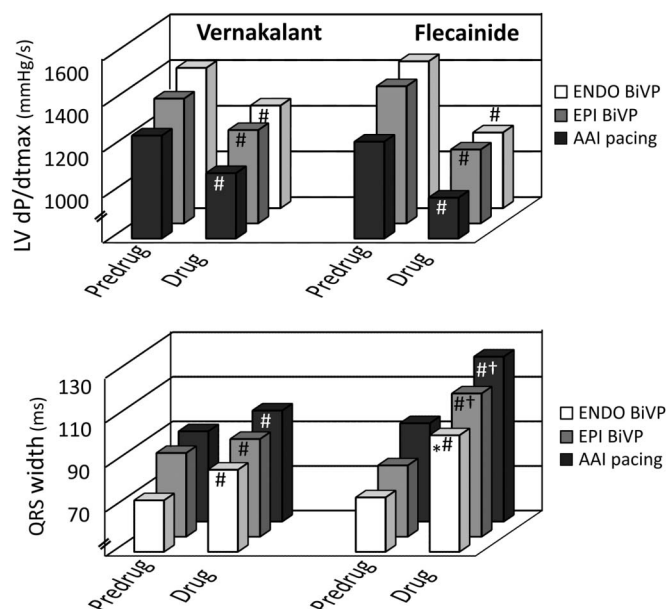 Vernakalant
Flecainide
LV dP/dtmax (mmHg/s)
1600
1400
1200
1000
#
#
#
#
#
#
ENDO BiVP
EPI BiVP
AAI pacing
Predrug
Drug
Predrug
Drug
QRS width (ms)
130
110
90
70
#
#
#
*#
#†
#†
ENDO BiVP
EPI BiVP
AAI pacing
Predrug
Drug
Predrug
Drug